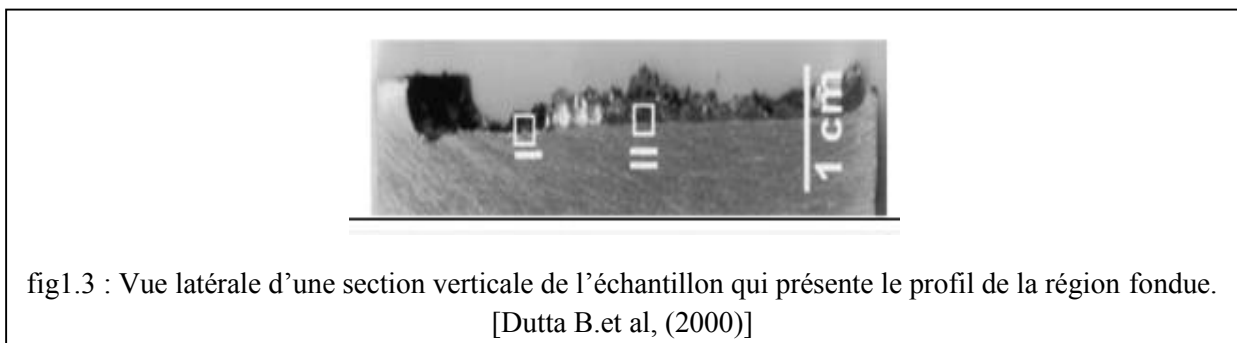 1 cm
I
II
fig1.3 : Vue latérale d’une section verticale de l’échantillon qui présente le profil de la région fondue.
[Dutta B.et al, (2000)]